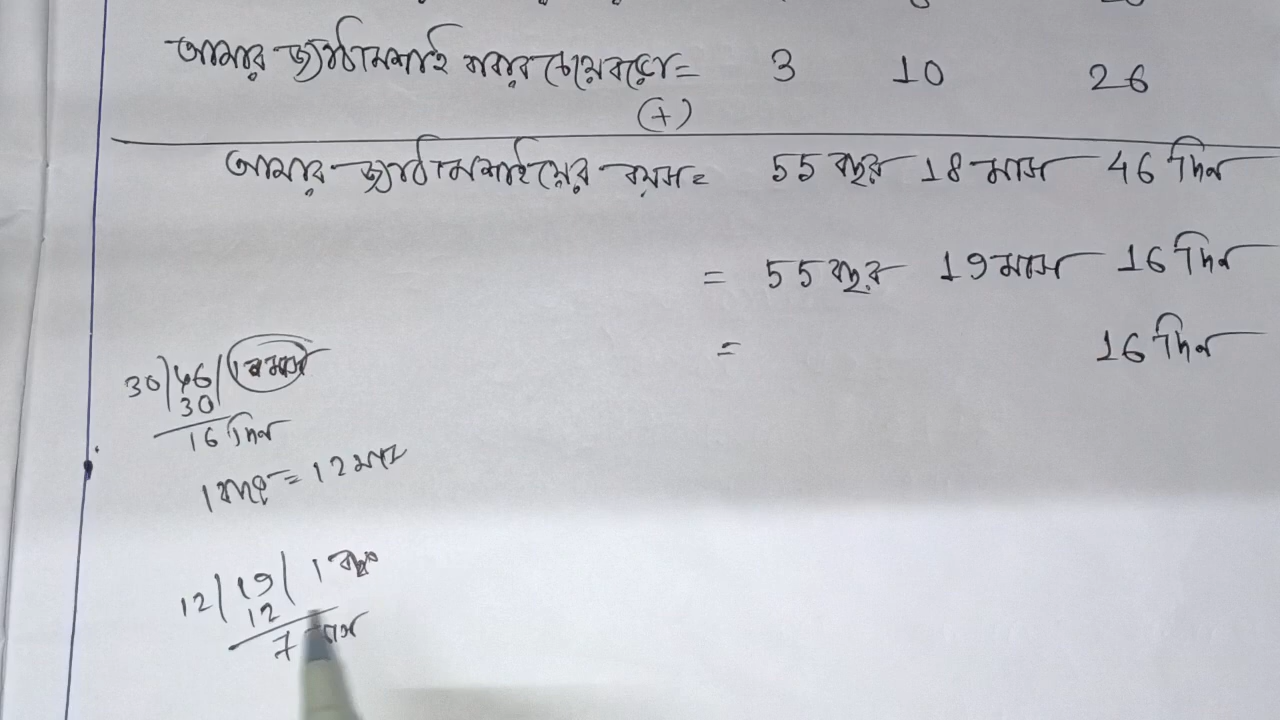 আমার জ্যাঠামশাই বাবার চেয়ে বড়ো = 3 10 26
(+)
আমার জ্যাঠামশাইয়ের বয়স = 55 বছর 18 মাস 46 দিন
= 55 বছর 19 মাস 16 দিন
= 16 দিন
30)46(1 মাস
30
16 দিন
1 বছর = 12 মাস
12)19(1 বছর
12
7 মাস